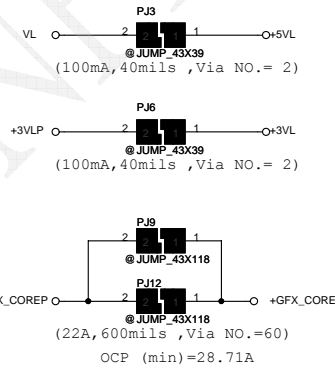 PJ3
VL 2 2 1 1 +5VL
@ JUMP_43X39
(100mA,40mils ,Via NO.= 2)
PJ6
+3VLP 2 2 1 1 +3VL
@ JUMP_43X39
(100mA,40mils ,Via NO.= 2)
PJ9
2 2 1 1
@ JUMP_43X118
PJ12
X_COREP 2 2 1 1 +GFX_CORE
@ JUMP_43X118
(22A,600mils ,Via NO.=60)
OCP (min)=28.71A